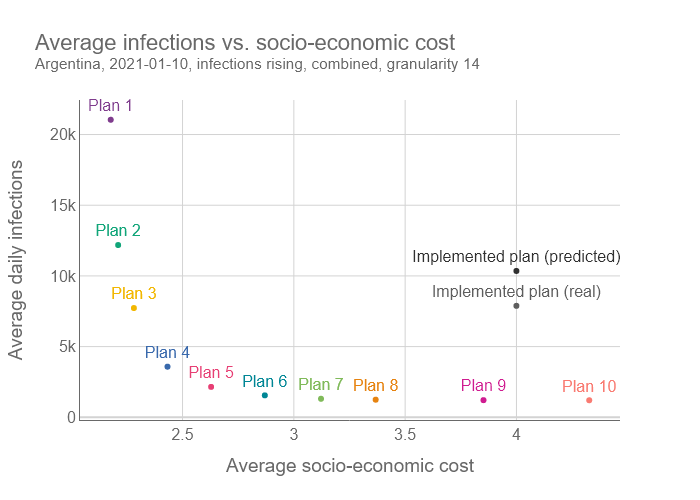 Average infections vs. socio-economic cost
Argentina, 2021-01-10, infections rising, combined, granularity 14
Plan 1
20k
15k
Plan 2
Implemented plan (predicted)
10k
Plan 3
Implemented plan (real)
5k
Plan 4
Plan 5
Plan 6
Plan 7
Plan 8
Plan 9
Plan 10
0
2.5
3
3.5
4
Average daily infections
Average socio-economic cost